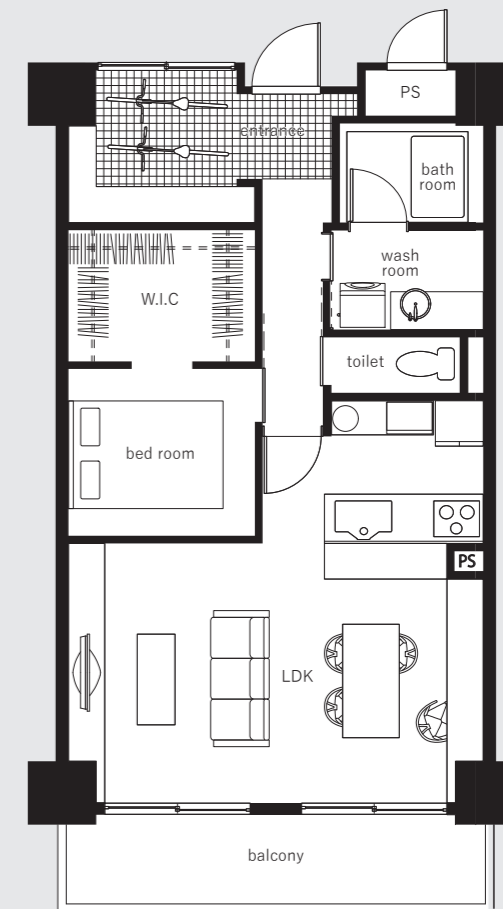 PS
entrance
bath
room
wash
room
W.I.C
toilet
bed room
PS
LDK
balcony